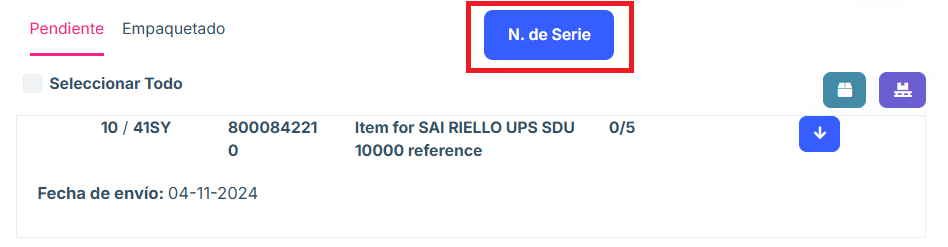 Pendiente Empaquetado N. de Serie
Seleccionar Todo
10 / 41SY 800084221 Item for SAI RIELLO UPS SDU 0/5
0 10000 reference
Fecha de envío: 04-11-2024